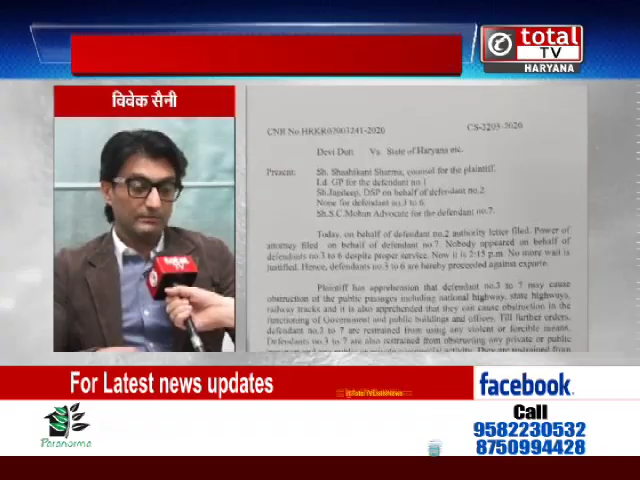 total
TV
HARYANA
विवेक सैनी
CNR No HRKR03003241-2020 CS-2203-2020
Devi Dutt Vs. State of Haryana etc.
Present: Sh. Shashikant Sharma, counsel for the plaintiff.
Ld. GP for the defendant no.1
Sh.Jagdeep, DSP on behalf of defendant no.2
None for defendant no.3 to 6.
Sh.S.C.Mohan Advocate for the defendant no.7.
Today, on behalf of defendant no.2 authority letter filed. Power of
attorney filed on behalf of defendant no.7. Nobody appeared on behalf of
defendants no.3 to 6 despite proper service. Now it is 2:15 p.m. No more wait is
justified. Hence, defendants no.3 to 6 are hereby proceeded against exparte.
Plaintiff has apprehension that defendant no.3 to 7 may cause
obstruction of the public passages including national highway, state highways,
railway tracks and it is also apprehended that they can cause obstruction in the
functioning of Government and public buildings and offices. Till further orders,
defendant no.3 to 7 are restrained from using any violent or forcible means.
Defendants no.3 to 7 are also restrained from obstructing any private or public
They are restrained from
total
TV
For Latest news updates
facebook.
Call
9582230532
8750994428
Paranorma